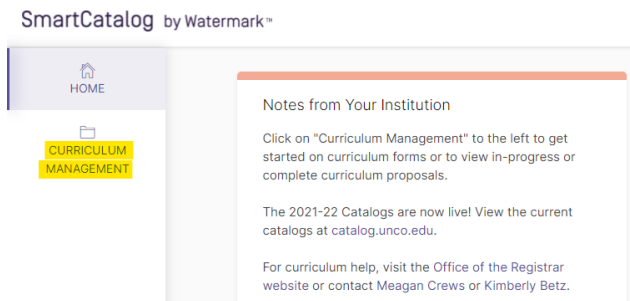 SmartCatalog by Watermark™
HOME
CURRICULUM
MANAGEMENT
Notes from Your Institution
Click on "Curriculum Management" to the left to get
started on curriculum forms or to view in-progress or
complete curriculum proposals.
The 2021-22 Catalogs are now live! View the current
catalogs at catalog.unco.edu.
For curriculum help, visit the Office of the Registrar
website or contact Meagan Crews or Kimberly Betz.